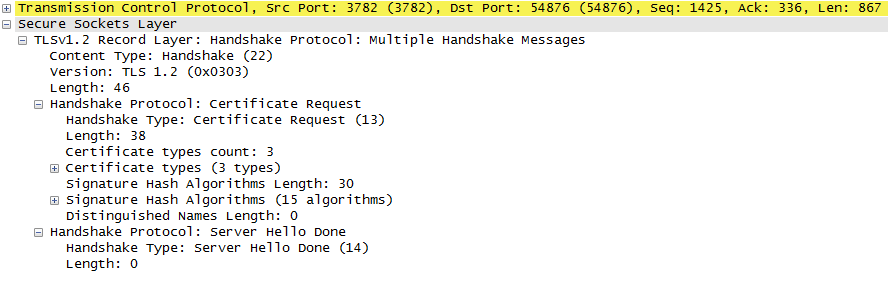 Transmission Control Protocol, Src Port: 3782 (3782), Dst Port: 54876 (54876), Seq: 1425, Ack: 336, Len: 867
Secure Sockets Layer
TLSv1.2 Record Layer: Handshake Protocol: Multiple Handshake Messages
Content Type: Handshake (22)
Version: TLS 1.2 (0x0303)
Length: 46
Handshake Protocol: Certificate Request
Handshake Type: Certificate Request (13)
Length: 38
Certificate types count: 3
Certificate types (3 types)
Signature Hash Algorithms Length: 30
Signature Hash Algorithms (15 algorithms)
Distinguished Names Length: 0
Handshake Protocol: Server Hello Done
Handshake Type: Server Hello Done (14)
Length: 0